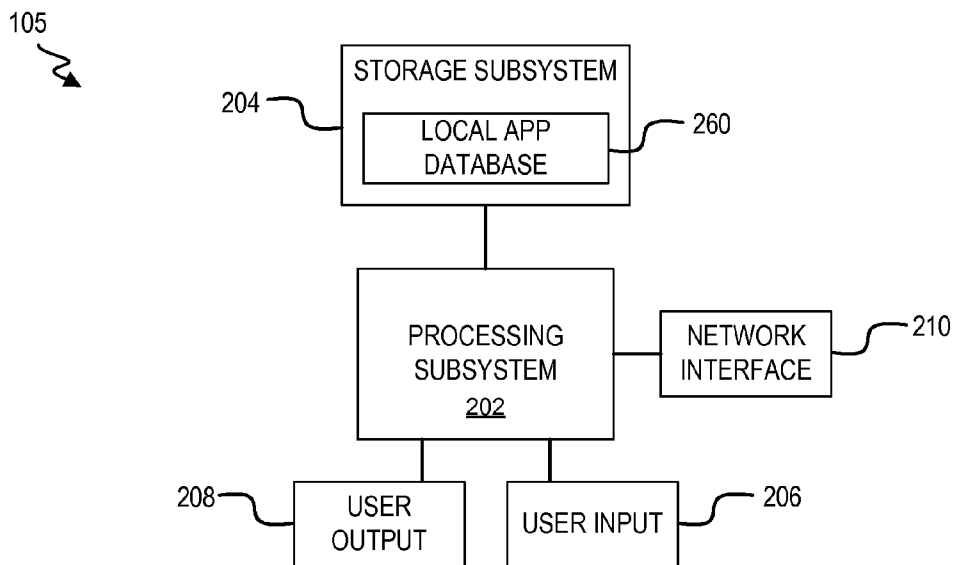 105
STORAGE SUBSYSTEM
204
LOCAL APP
DATABASE
260
PROCESSING
SUBSYSTEM
202
NETWORK
INTERFACE
210
208
USER
OUTPUT
USER INPUT
206